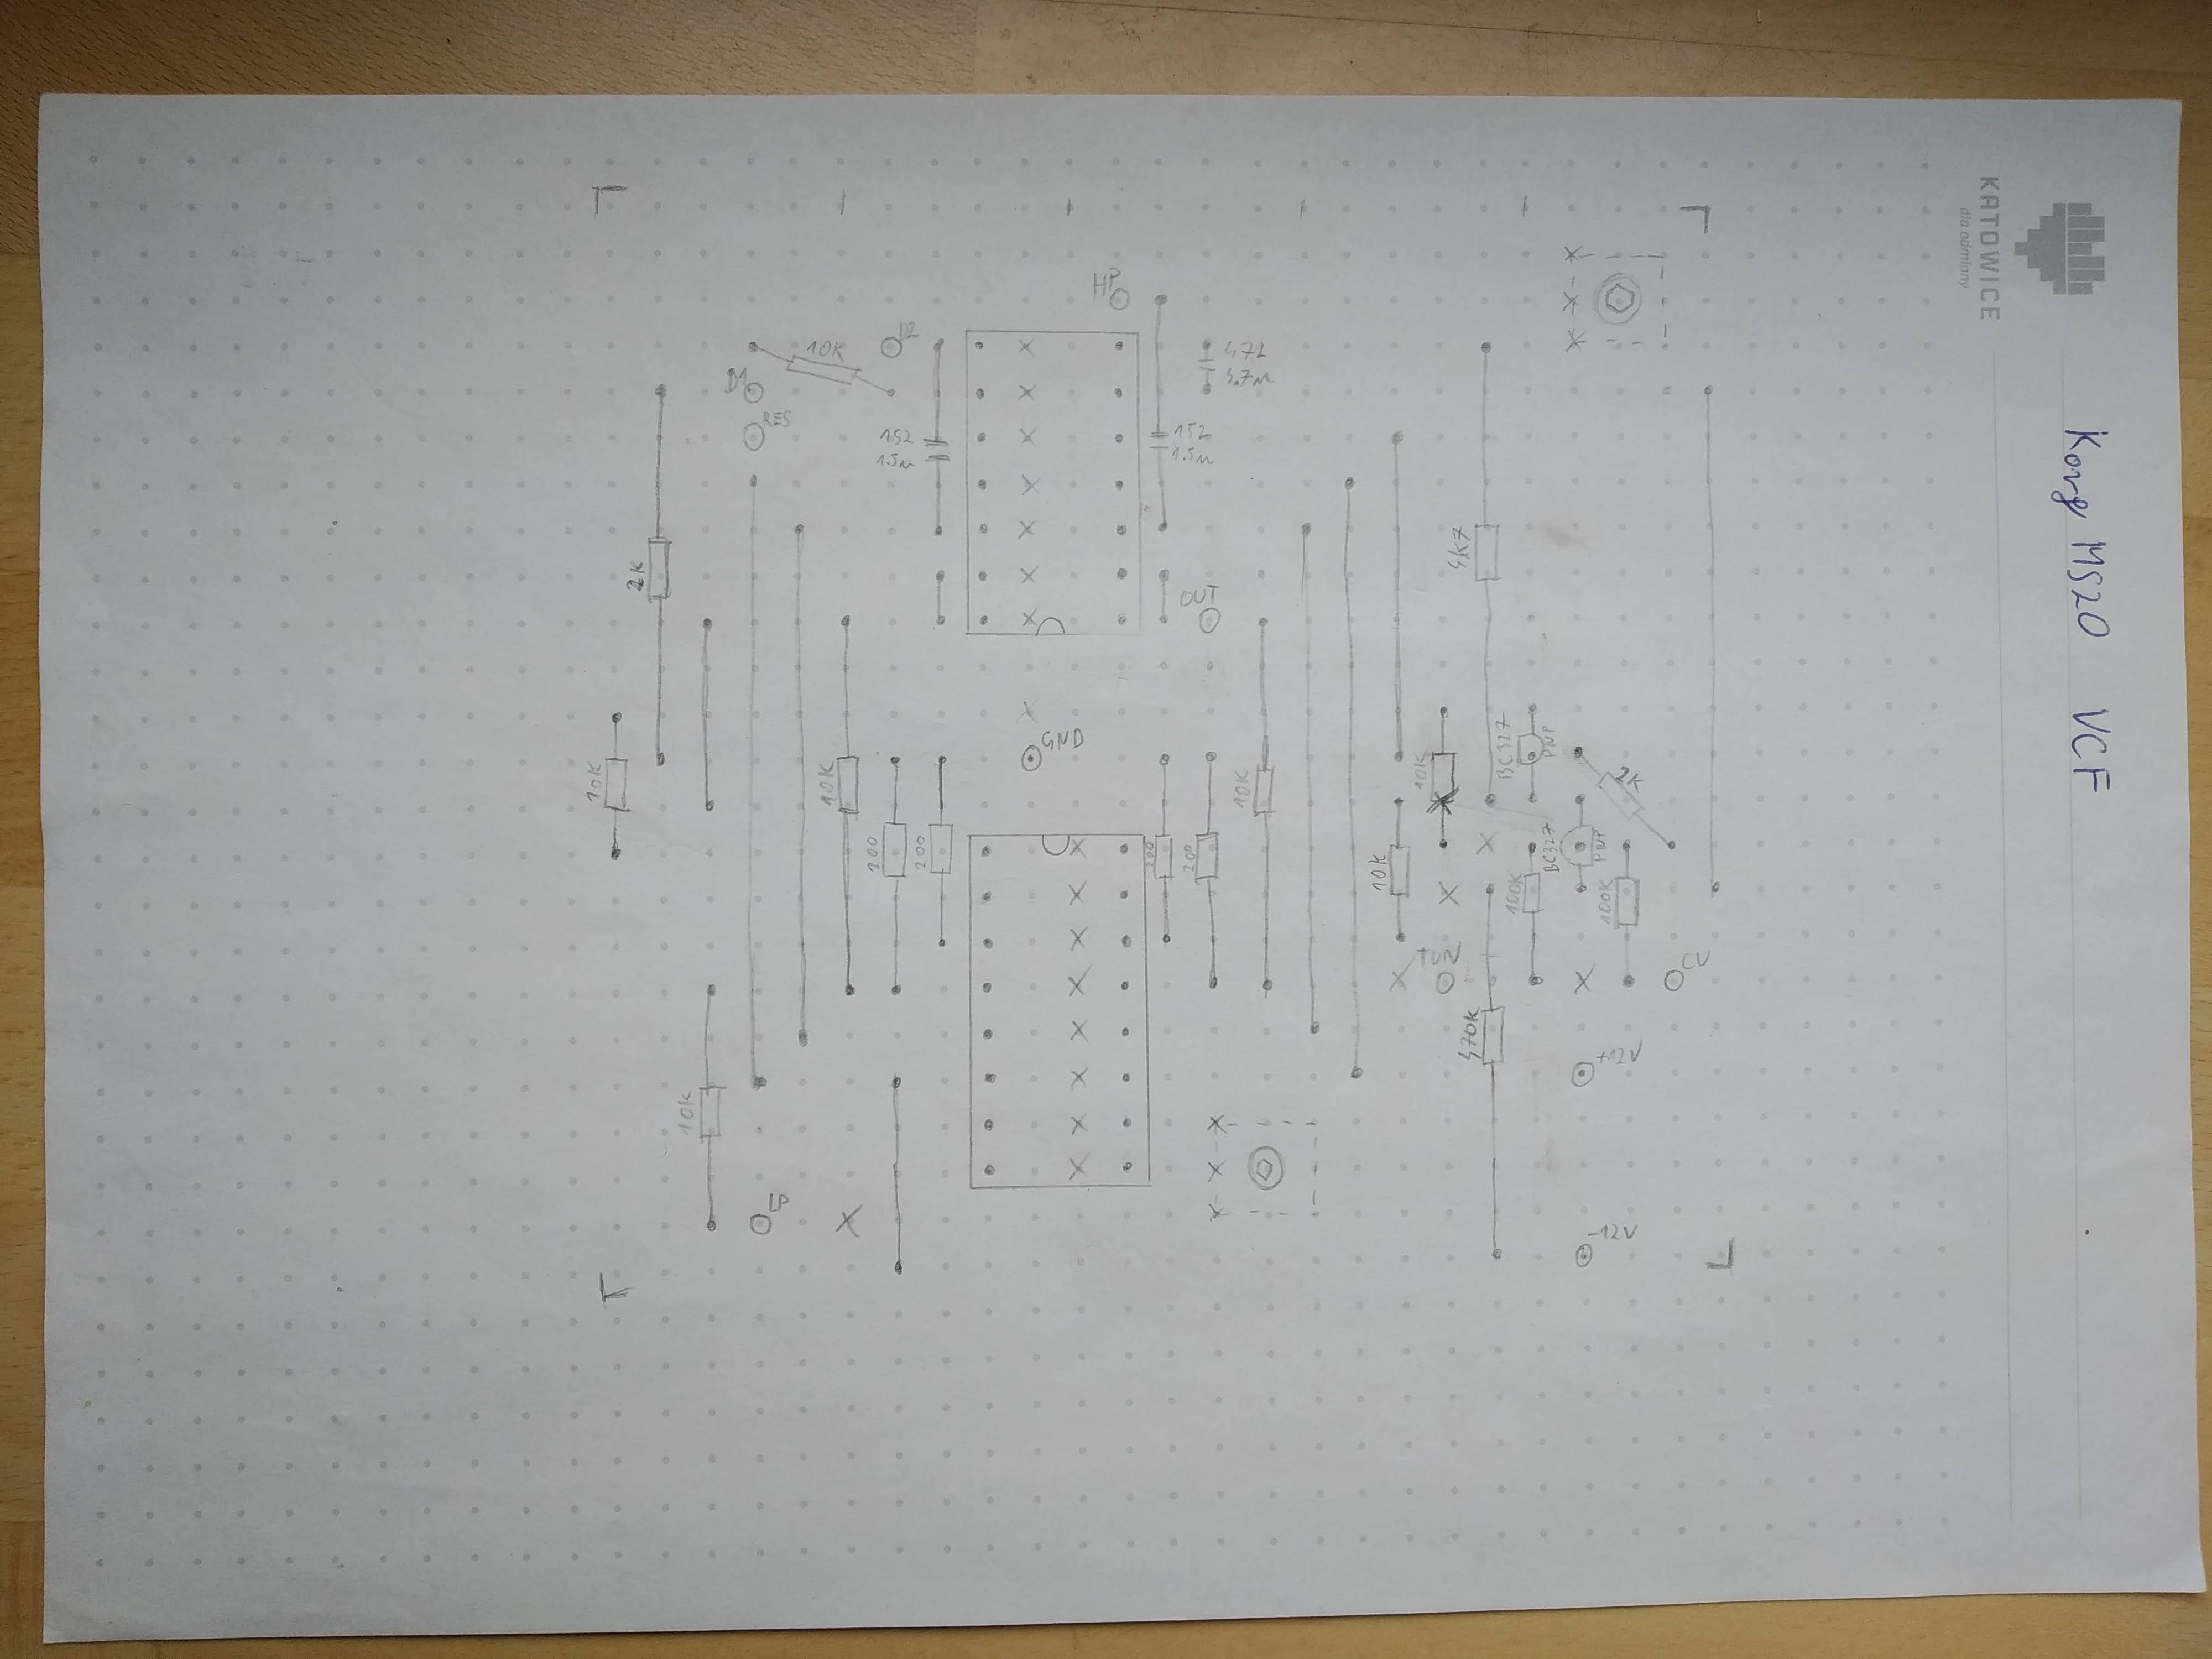 KATOWICE
dla odmiany
Korg MS20 VCF
HP
D2
10K
D1
RES
472
4.7n
152
1.5n
152
1.5n
2K
4K7
OUT
10K
10K
200
200
GND
200
200
10K
10K
10K
BC327
PNP
2K
BC327
PNP
100K
100K
CV
470K
+12V
10K
LP
-12V